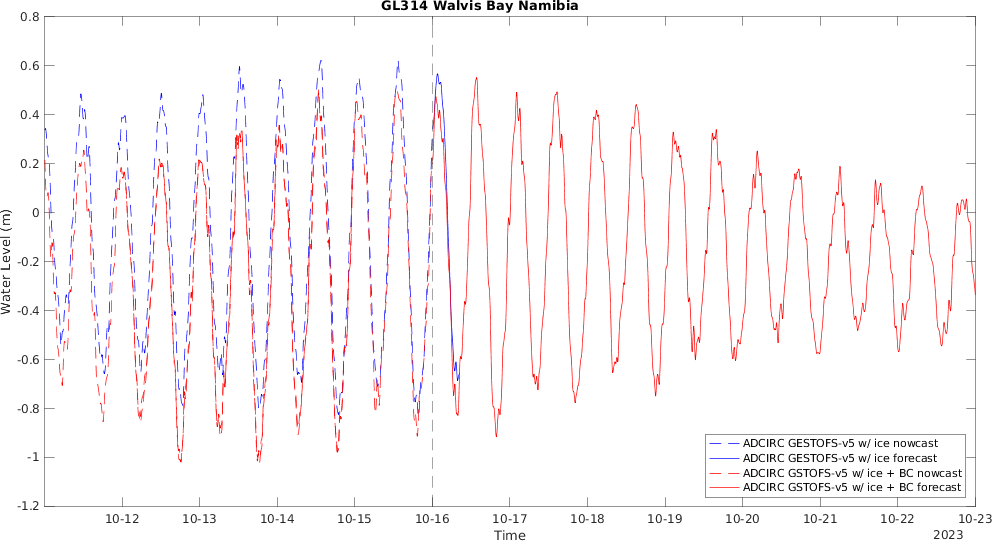 GL314 Walvis Bay Namibia
0.8
0.6
0.4
0.2
0
-0.2
-0.4
-0.6
-0.8
-1
-1.2
Water Level (m)
ADCIRC GESTOFS-v5 w/ ice nowcast
ADCIRC GESTOFS-v5 w/ ice forecast
ADCIRC GSTOFS-v5 w/ ice + BC nowcast
ADCIRC GSTOFS-v5 w/ ice + BC forecast
10-12 10-13 10-14 10-15 10-16 10-17 10-18 10-19 10-20 10-21 10-22 10-23
Time
2023